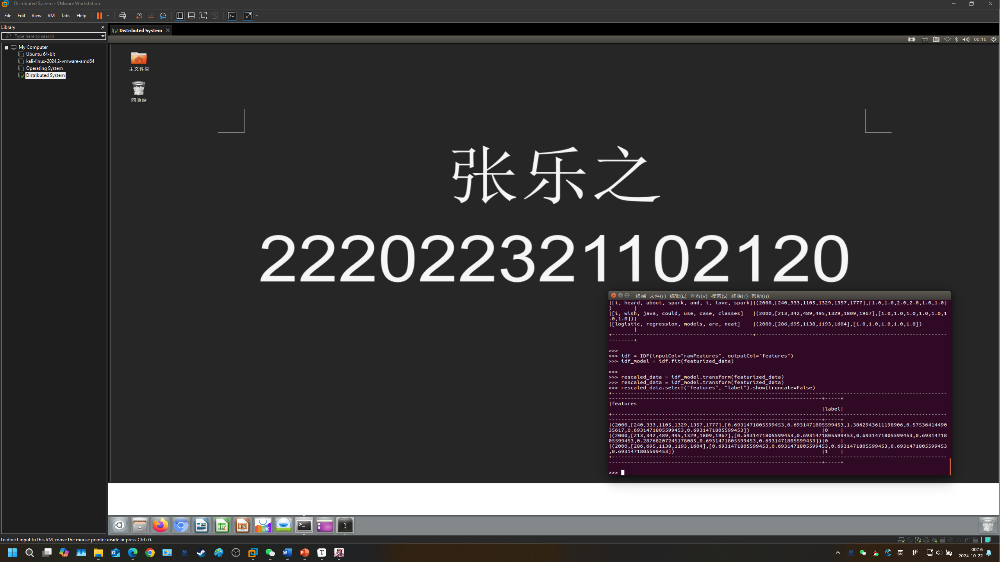 Distributed System - VMware Workstation
File Edit View VM Tabs Help
Library
Type here to search
My Computer
Ubuntu 64-bit
kali-linux-2024.2-vmware-amd64
Operating System
Distributed System
Distributed System
00:16
主文件夹
回收站
张乐之
222022321102120
终端 文件(F) 编辑(E) 查看(V) 搜索(S) 终端(T) 帮助(H)
|[i, heard, about, spark, and, i, love, spark]|(2000,[240,333,1105,1329,1357,1777],[1.0,1.0,2.0,2.0,1.0,1.0]
) |
|[i, wish, java, could, use, case, classes] |(2000,[213,342,489,495,1329,1809,1967],[1.0,1.0,1.0,1.0,1.0,1
.0,1.0])|
|[logistic, regression, models, are, neat] |(2000,[286,695,1138,1193,1604],[1.0,1.0,1.0,1.0,1.0])
|
>>>
>>> idf = IDF(inputCol="rawFeatures", outputCol="features")
>>> idf_model = idf.fit(featurized_data)
>>>
>>> rescaled_data = idf_model.transform(featurized_data)
>>> rescaled_data = idf_model.transform(featurized_data)
>>> rescaled_data.select("features", "label").show(truncate=False)
|features
|label|
|(2000,[240,333,1105,1329,1357,1777],[0.6931471805599453,0.6931471805599453,1.3862943611198906,0.57536414490
35617,0.6931471805599453,0.6931471805599453]) |0 |
|(2000,[213,342,489,495,1329,1809,1967],[0.6931471805599453,0.6931471805599453,0.6931471805599453,0.69314718
05599453,0.28768207245178085,0.6931471805599453,0.6931471805599453])|0 |
|(2000,[286,695,1138,1193,1604],[0.6931471805599453,0.6931471805599453,0.6931471805599453,0.6931471805599453
,0.6931471805599453]) |1 |
>>>
UK
To direct input to this VM, move the mouse pointer inside or press Ctrl+G.
英 拼
00:16
2024-10-22